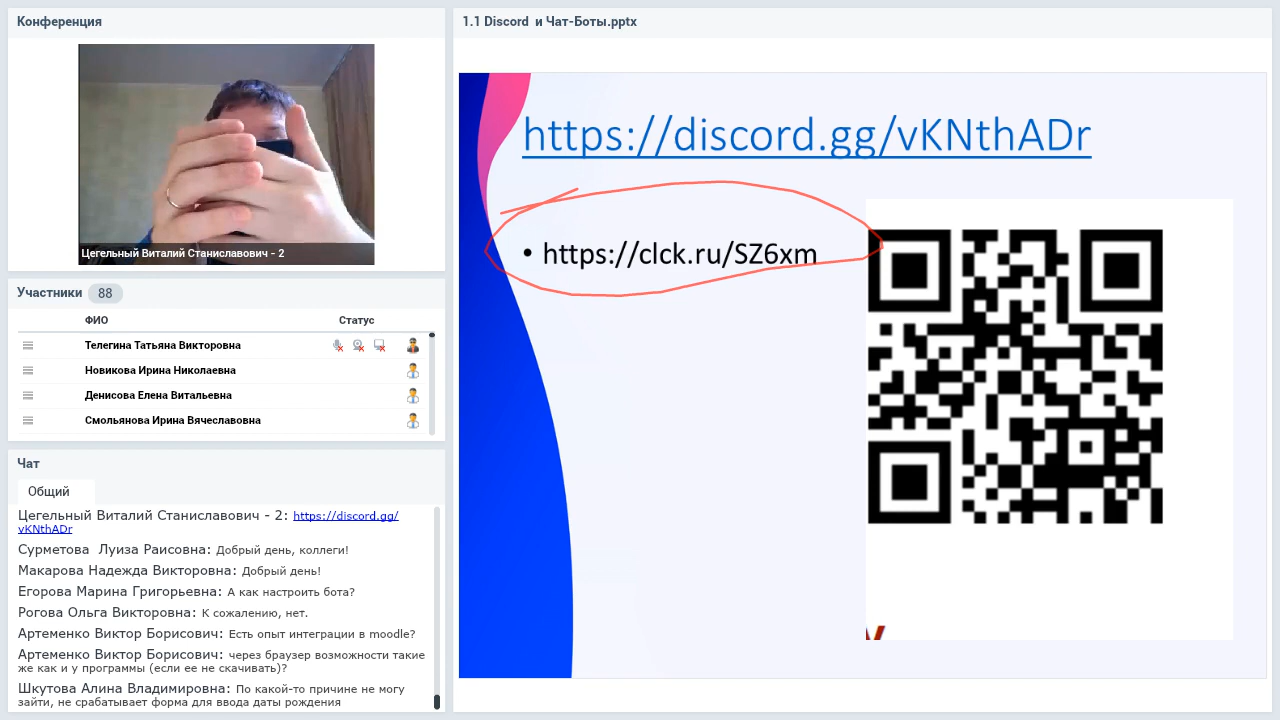 Конференция
Цегельный Виталий Станиславович - 2
Участники 88
ФИО Статус
Телегина Татьяна Викторовна
Новикова Ирина Николаевна
Денисова Елена Витальевна
Смольянова Ирина Вячеславовна
Чат
Общий
Цегельный Виталий Станиславович - 2: https://discord.gg/
vKNthADr
Сурметова Луиза Раисовна: Добрый день, коллеги!
Макарова Надежда Викторовна: Добрый день!
Егорова Марина Григорьевна: А как настроить бота?
Рогова Ольга Викторовна: К сожалению, нет.
Артеменко Виктор Борисович: Есть опыт интеграции в moodle?
Артеменко Виктор Борисович: через браузер возможности такие
же как и у программы (если ее не скачивать)?
Шкутова Алина Владимировна: По какой-то причине не могу
зайти, не срабатывает форма для ввода даты рождения
1.1 Discord и Чат-Боты.pptx
https://discord.gg/vKNthADr
• https://clck.ru/SZ6xm